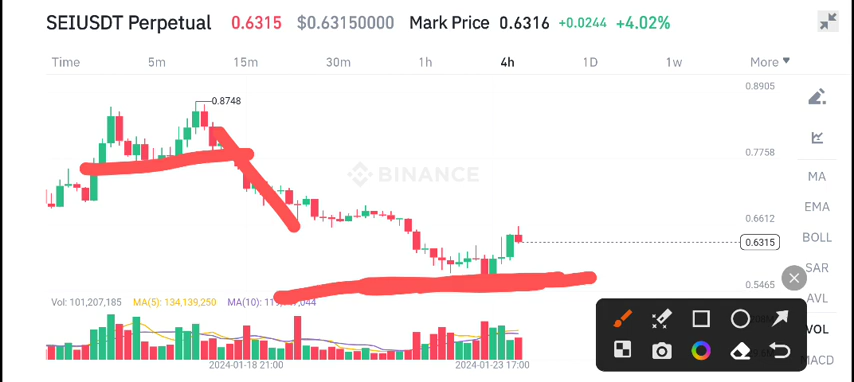 SEIUSDT Perpetual 0.6315 $0.63150000 Mark Price 0.6316 +0.0244 +4.02%
Time 5m 15m 30m 1h 4h 1D 1w More
0.8905
0.8748
0.7758
BINANCE
MA
EMA
0.6612
BOLL
0.6315
SAR
0.5465
AVL
Vol: 101,207,185 MA(5): 134,139,250 MA(10):
VOL
MACD
2024-01-18 21:00 2024-01-23 17:00